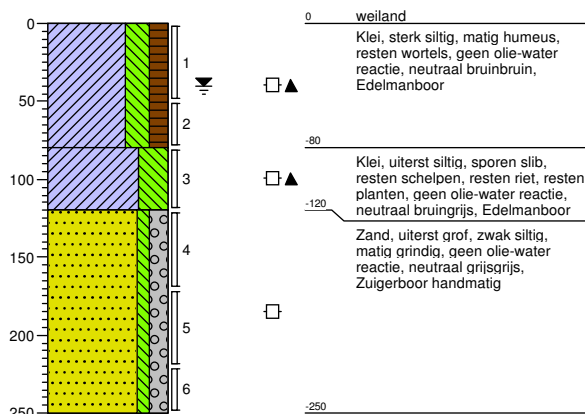 0
50
100
150
200
250
1
2
3
4
5
6
0 weiland
Klei, sterk siltig, matig humeus,
resten wortels, geen olie-water
reactie, neutraal bruinbruin,
Edelmanboor
-80
Klei, uiterst siltig, sporen slib,
resten schelpen, resten riet, resten
planten, geen olie-water reactie,
neutraal bruingrijs, Edelmanboor
-120
Zand, uiterst grof, zwak siltig,
matig grindig, geen olie-water
reactie, neutraal grijsgrijs,
Zuigerboor handmatig
-250